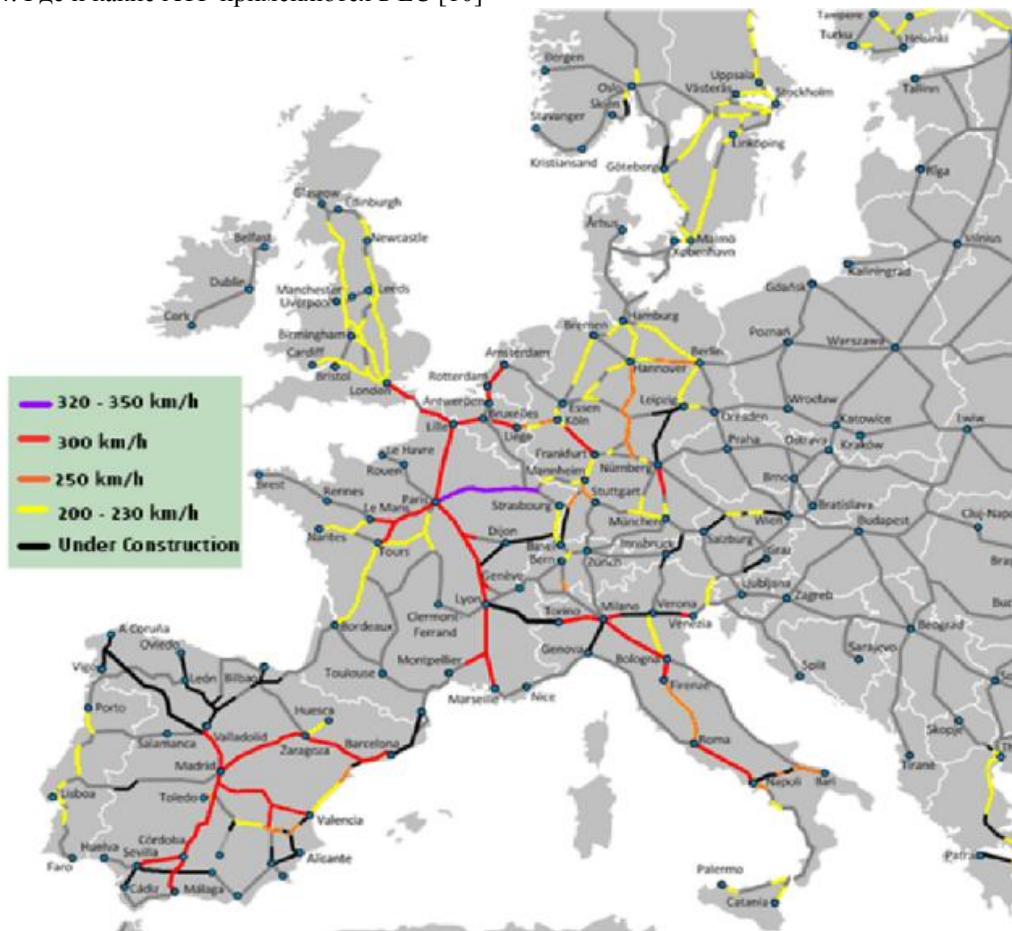 Tampere
Turku
Helsinki
Bergen
Oslo
Uppsala
Västerås
Stockholm
Tallinn
Skien
Stavanger
Linköping
Kristiansand
Göteborg
Rīga
Glasgow
Edinburgh
Århus
Belfast
Newcastle
Malmö
København
Vilnius
Kaliningrad
Dublin
Manchester
Leeds
Liverpool
Gdańsk
Cork
Hamburg
Birmingham
Bremen
Poznań
Warszawa
Cardiff
Amsterdam
Berlin
Bristol
Rotterdam
Hannover
London
Antwerpen
Essen
Leipzig
Wrocław
320 - 350 km/h
Bruxelles
Köln
Dresden
Katowice
Lille
Liège
Praha
Ostrava
Kraków
300 km/h
Le Havre
Frankfurt
Nürnberg
Rouen
Mannheim
Brno
250 km/h
Brest
Rennes
Paris
Strasbourg
Stuttgart
Bratislava
Le Mans
München
Wien
Budapest
200 - 230 km/h
Nantes
Dijon
Salzburg
Tours
Basel
Innsbruck
Under Construction
Bern
Zürich
Graz
Genève
Ljubljana
Lyon
Zagreb
Clermont
Torino
Milano
Verona
Ferrand
Venezia
A Coruña
Bordeaux
Beograd
Oviedo
Genova
Bologna
Sarajevo
Vigo
León
Bilbao
Montpellier
Toulouse
Firenze
Split
Marseille
Nice
Porto
Huesca
Salamanca
Valladolid
Zaragoza
Barcelona
Roma
Skopje
Madrid
Tirane
Lisboa
Toledo
Napoli
Bari
Valencia
Córdoba
Huelva
Sevilla
Alicante
Faro
Patra
Palermo
Cádiz
Málaga
Catania